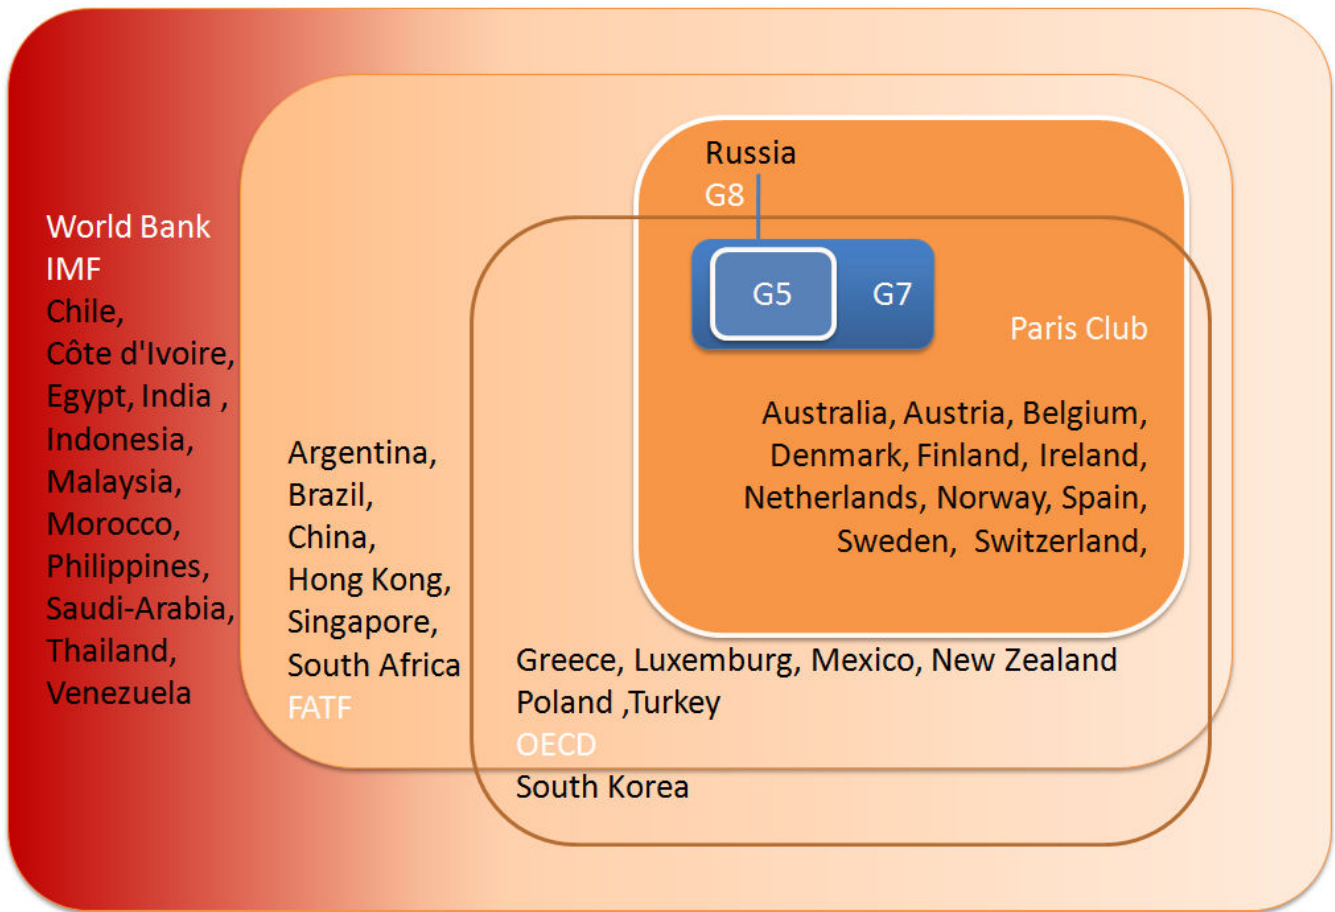 World Bank
IMF
Chile,
Côte d'Ivoire,
Egypt, India ,
Indonesia,
Malaysia,
Morocco,
Philippines,
Saudi-Arabia,
Thailand,
Venezuela
Argentina,
Brazil,
China,
Hong Kong,
Singapore,
South Africa
FATF
Russia
G8
G5
G7
Paris Club
Australia, Austria, Belgium,
Denmark, Finland, Ireland,
Netherlands, Norway, Spain,
Sweden, Switzerland,
Greece, Luxemburg, Mexico, New Zealand
Poland ,Turkey
OECD
South Korea